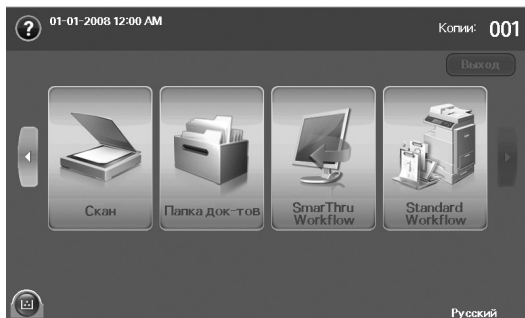 01-01-2008 12:00 AM
Копии: 001
Выход
Скан
Папка док-тов
SmarThru
Workflow
Standard
Workflow
Русский